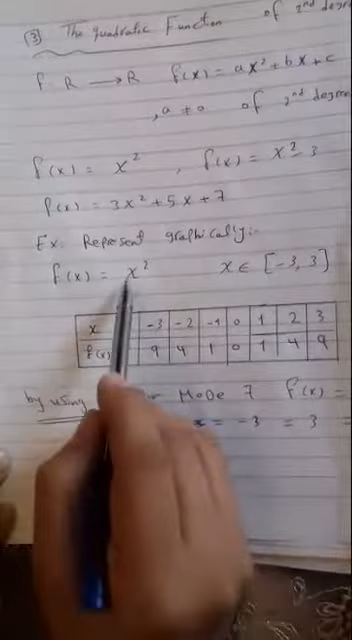 (3) The quadratic Function of 2nd degre
f R → R f(x) = ax² + bx + c
, a ≠ 0 of 2nd degree
f(x) = x² , f(x) = x² - 3
f(x) = 3x² + 5x + 7
Ex. Represent graphically:-
f(x) = x² x ∈ [-3, 3]
x -3 -2 -1 0 1 2 3
f(x) 9 4 1 0 1 4 9
by using Mode 7 f(x) =
= -3 = 3 =